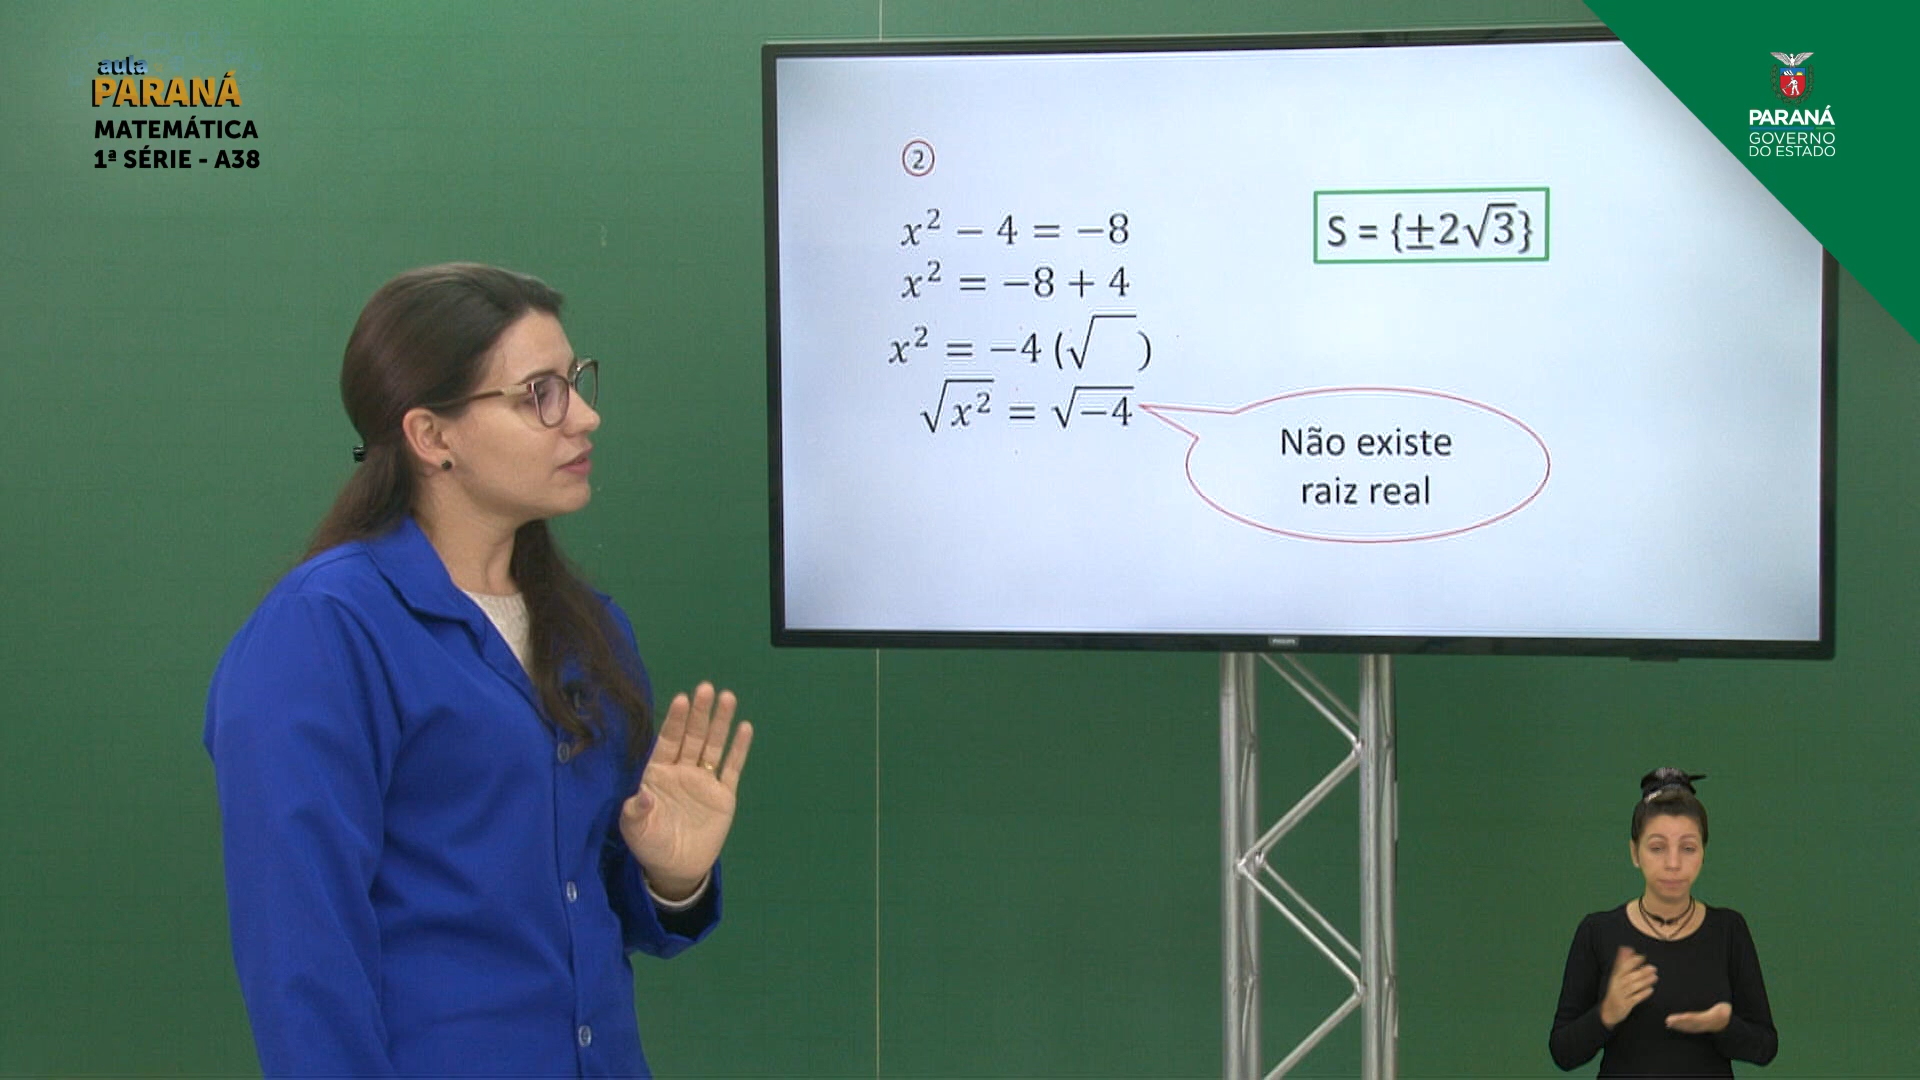 aula
PARANÁ
MATEMÁTICA
1ª SÉRIE - A38
②
x² − 4 = −8
x² = −8 + 4
x² = −4 (√ )
√x² = √−4
S = {±2√3}
Não existe
raiz real
PARANÁ
GOVERNO
DO ESTADO
PHILIPS